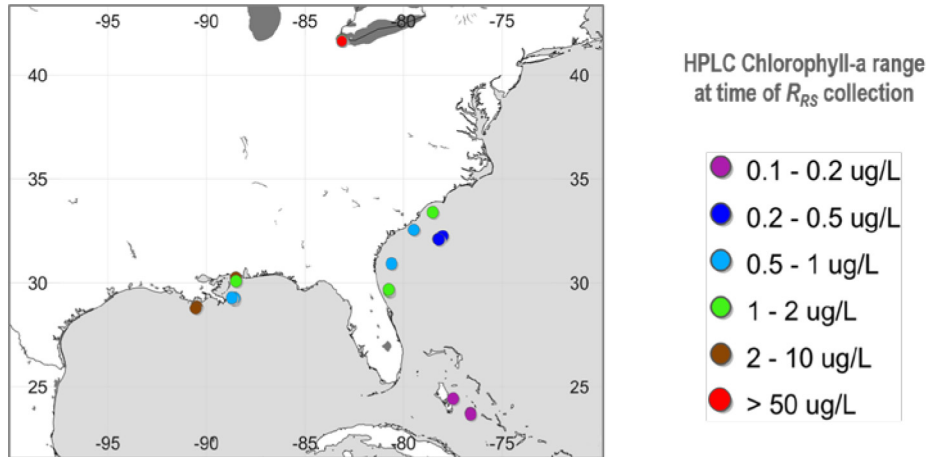 -95 -90 -85 -80 -75
40 40
35 35
30 30
25 25
-95 -90 -85 -80 -75
HPLC Chlorophyll-a range
at time of RRS collection
0.1 - 0.2 ug/L
0.2 - 0.5 ug/L
0.5 - 1 ug/L
1 - 2 ug/L
2 - 10 ug/L
> 50 ug/L